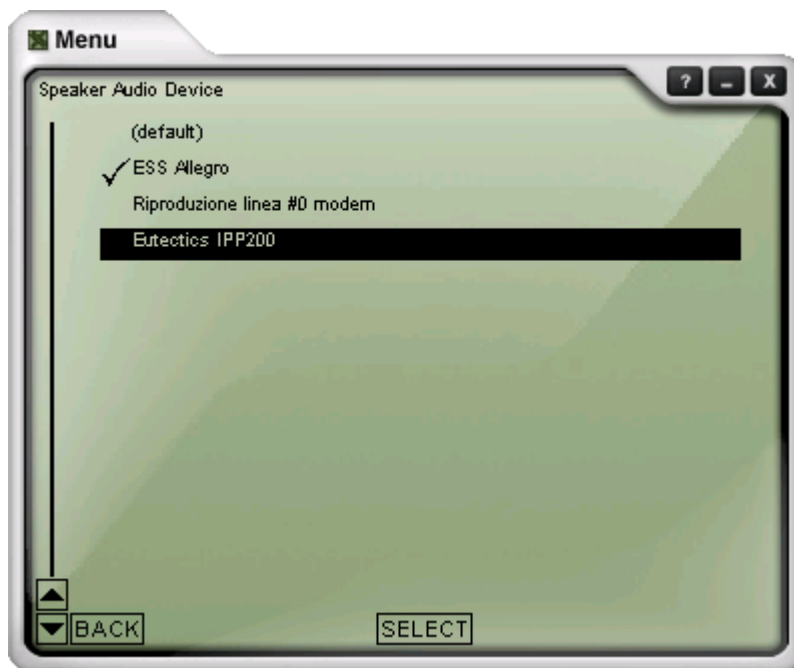 Menu
? – X
Speaker Audio Device
(default)
ESS Allegro
Riproduzione linea #0 modem
Eutectics IPP200
BACK
SELECT